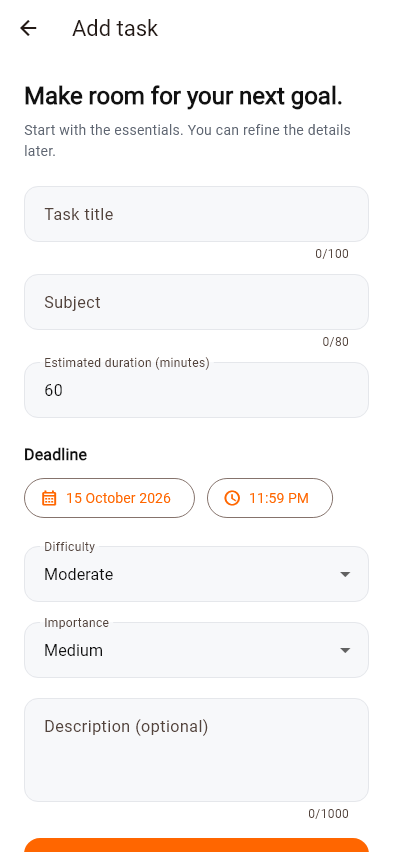 Add task
Make room for your next goal.
Start with the essentials. You can refine the details
later.
Task title
0/100
Subject
0/80
Estimated duration (minutes)
60
Deadline
15 October 2026
11:59 PM
Difficulty
Moderate
Importance
Medium
Description (optional)
0/1000